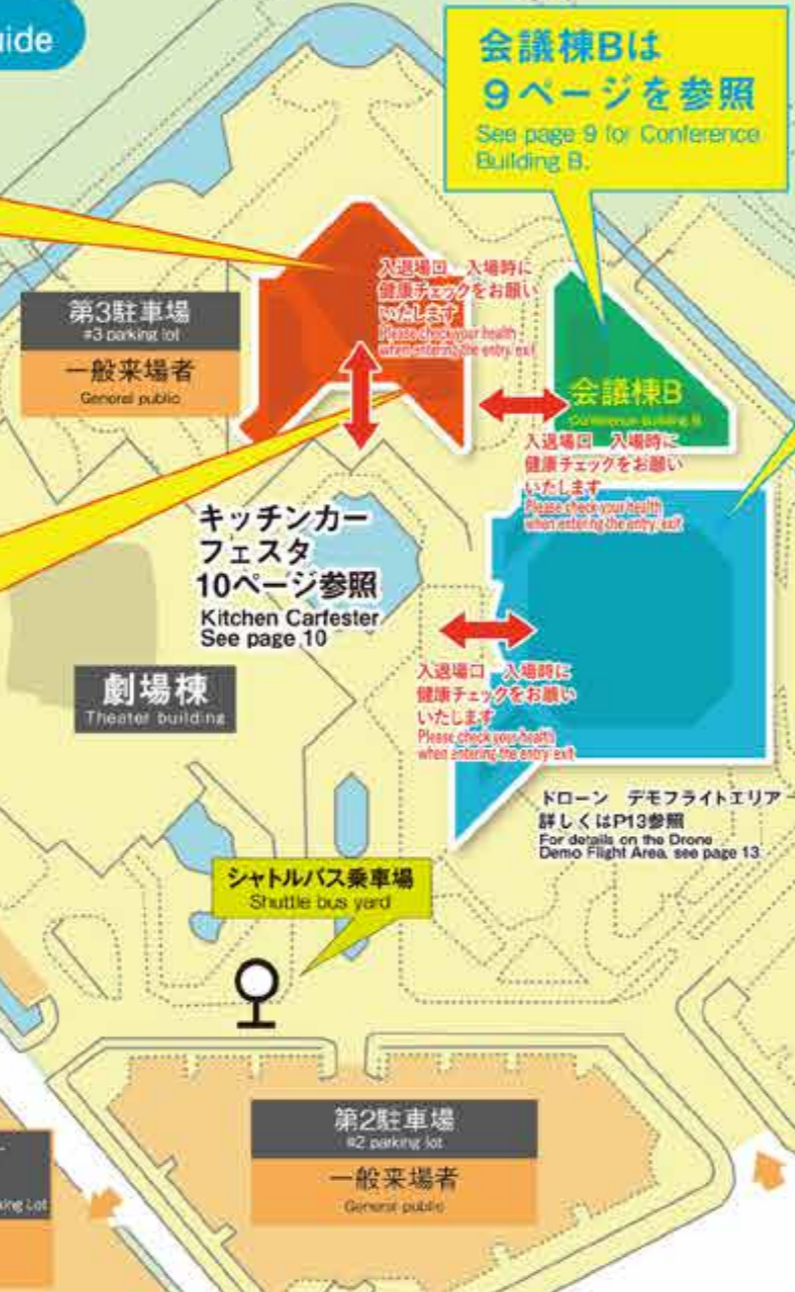 uide
会議棟Bは
9ページを参照
See page 9 for Conference
Building B.
入退場口 入場時に
健康チェックをお願い
いたします
Please check your health
when entering the entry exit
第3駐車場
#3 parking lot
一般来場者
General public
会議棟B
Conference Building B
入退場口 入場時に
健康チェックをお願い
いたします
Please check your health
when entering the entry exit
キッチンカー
フェスタ
10ページ参照
Kitchen Carfester
See page 10
劇場棟
Theater building
入退場口 入場時に
健康チェックをお願い
いたします
Please check your health
when entering the entry exit
ドローン デモフライトエリア
詳しくはP13参照
For details on the Drone
Demo Flight Area, see page 13
シャトルバス乗車場
Shuttle bus yard
第2駐車場
#2 parking lot
一般来場者
General public
king Lot